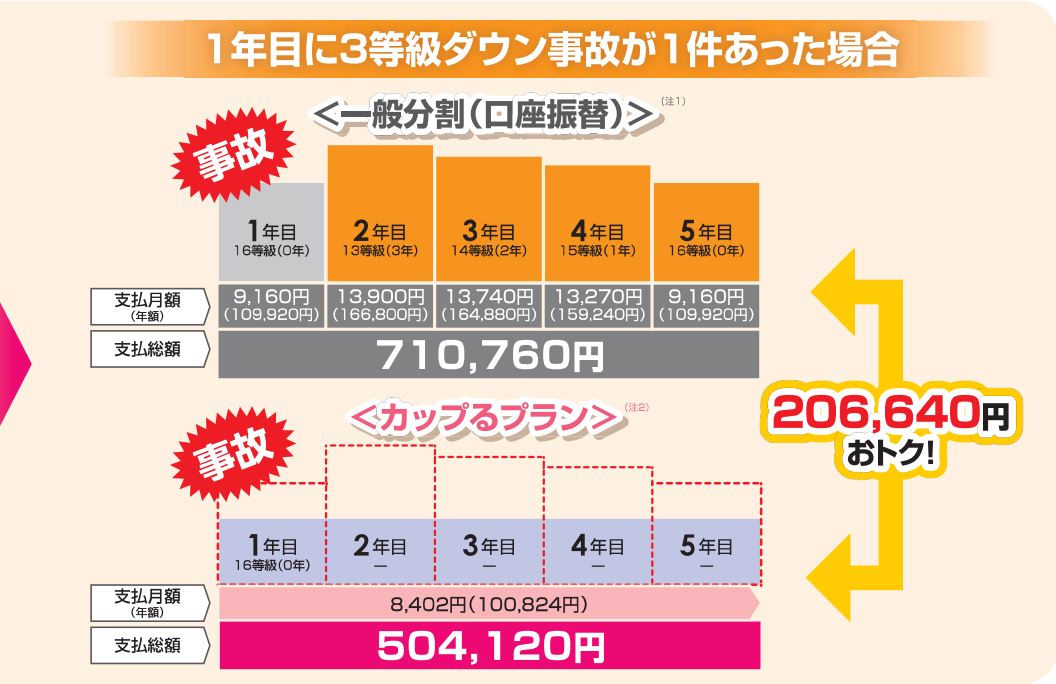 1年目に3等級ダウン事故が1件あった場合
<一般分割(口座振替)>(注1)
事故
1年目 2年目 3年目 4年目 5年目
16等級(0年) 13等級(3年) 14等級(2年) 15等級(1年) 16等級(0年)
支払月額 9,160円 13,900円 13,740円 13,270円 9,160円
(年額) (109,920円) (166,800円) (164,880円) (159,240円) (109,920円)
支払総額 710,760円
206,640円
おトク!
<カップるプラン>(注2)
事故
1年目 2年目 3年目 4年目 5年目
16等級(0年) ― ― ― ―
支払月額 8,402円(100,824円)
(年額)
支払総額 504,120円